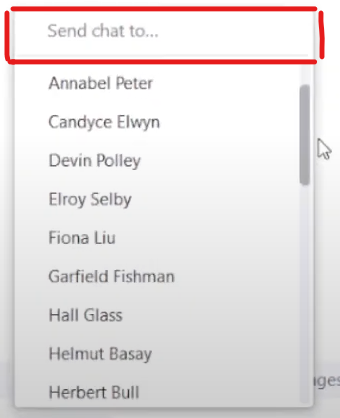 Send chat to...
Annabel Peter
Candyce Elwyn
Devin Polley
Elroy Selby
Fiona Liu
Garfield Fishman
Hall Glass
Helmut Basay
ages
Herbert Bull